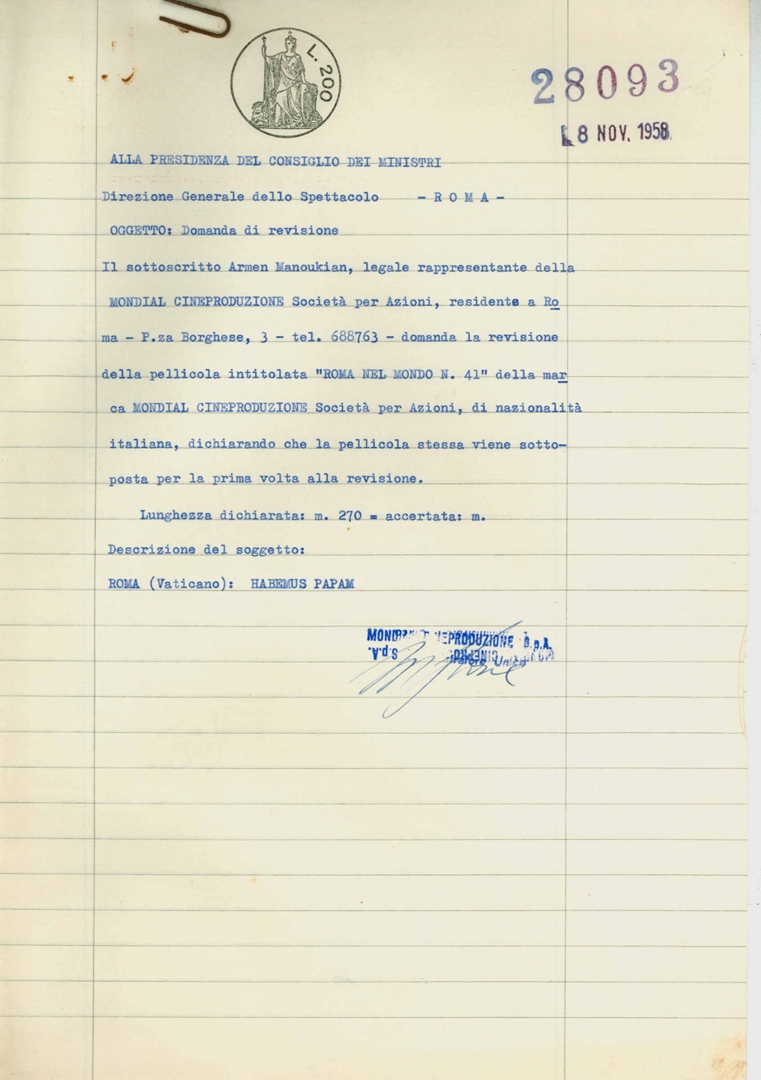 L. 200
28093
8 NOV. 1958
ALLA PRESIDENZA DEL CONSIGLIO DEI MINISTRI
Direzione Generale dello Spettacolo - R O M A -
OGGETTO: Domanda di revisione
Il sottoscritto Armen Manoukian, legale rappresentante della
MONDIAL CINEPRODUZIONE Società per Azioni, residente a Ro
ma - P.za Borghese, 3 - tel. 688763 - domanda la revisione
della pellicola intitolata "ROMA NEL MONDO N. 41" della mar
ca MONDIAL CINEPRODUZIONE Società per Azioni, di nazionalità
italiana, dichiarando che la pellicola stessa viene sotto-
posta per la prima volta alla revisione.
Lunghezza dichiarata: m. 270 = accertata: m.
Descrizione del soggetto:
ROMA (Vaticano): HABEMUS PAPAM
S.p.A.
Unico